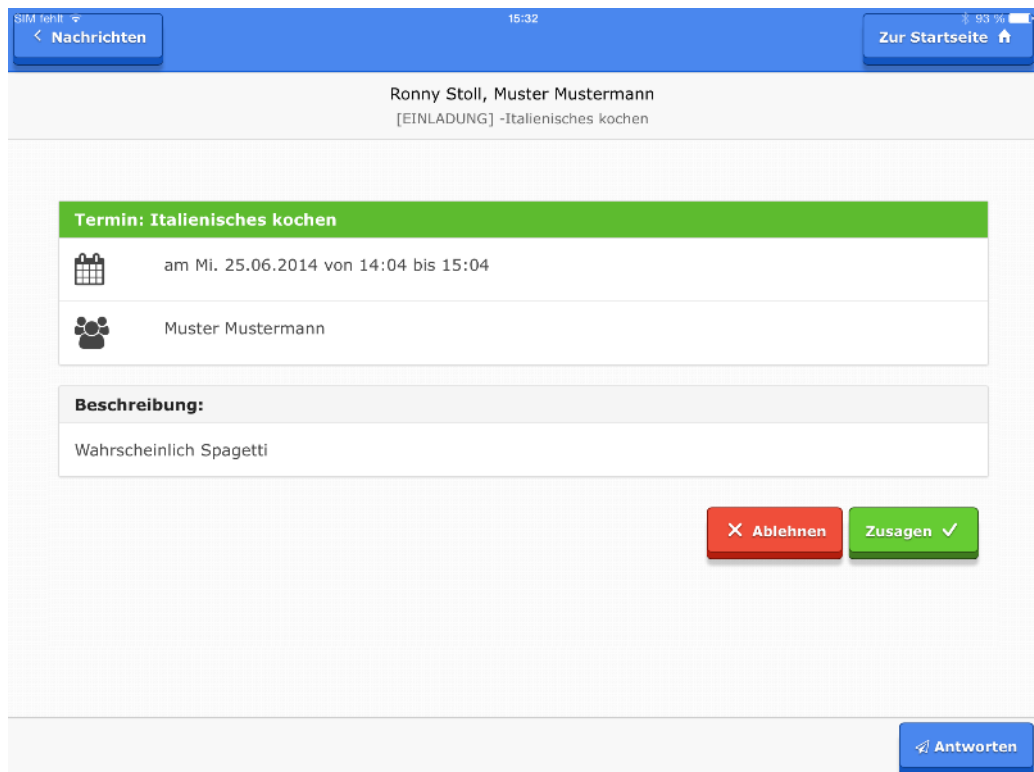 SIM fehlt 15:32 93 %
Nachrichten
Zur Startseite
Ronny Stoll, Muster Mustermann
[EINLADUNG] -Italienisches kochen
Termin: Italienisches kochen
am Mi. 25.06.2014 von 14:04 bis 15:04
Muster Mustermann
Beschreibung:
Wahrscheinlich Spagetti
Ablehnen
Zusagen
Antworten